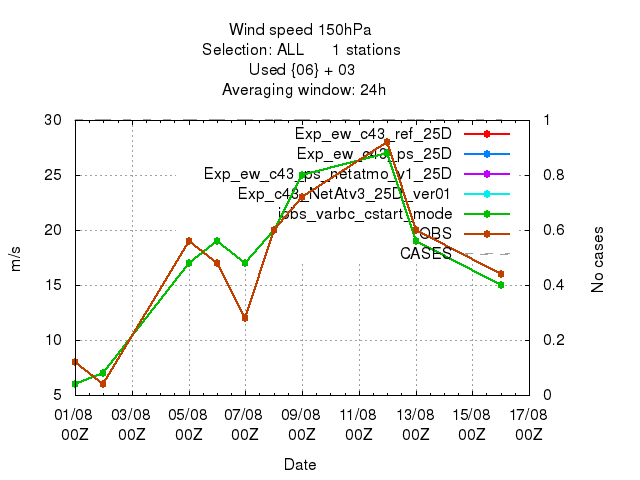 Wind speed 150hPa
Selection: ALL 1 stations
Used {06} + 03
Averaging window: 24h
30 1
Exp_ew_c43_ref_25D
Exp_ew_c43_ps_25D
25 Exp_ew_c43_ps_netatmo_v1_25D 0.8
Exp_c43_NetAtv3_25D_ver01
jobs_varbc_cstart_mode
20 OBS 0.6
CASES
m/s
No cases
15 0.4
10 0.2
5 0
01/08 03/08 05/08 07/08 09/08 11/08 13/08 15/08 17/08
00Z 00Z 00Z 00Z 00Z 00Z 00Z 00Z 00Z
Date